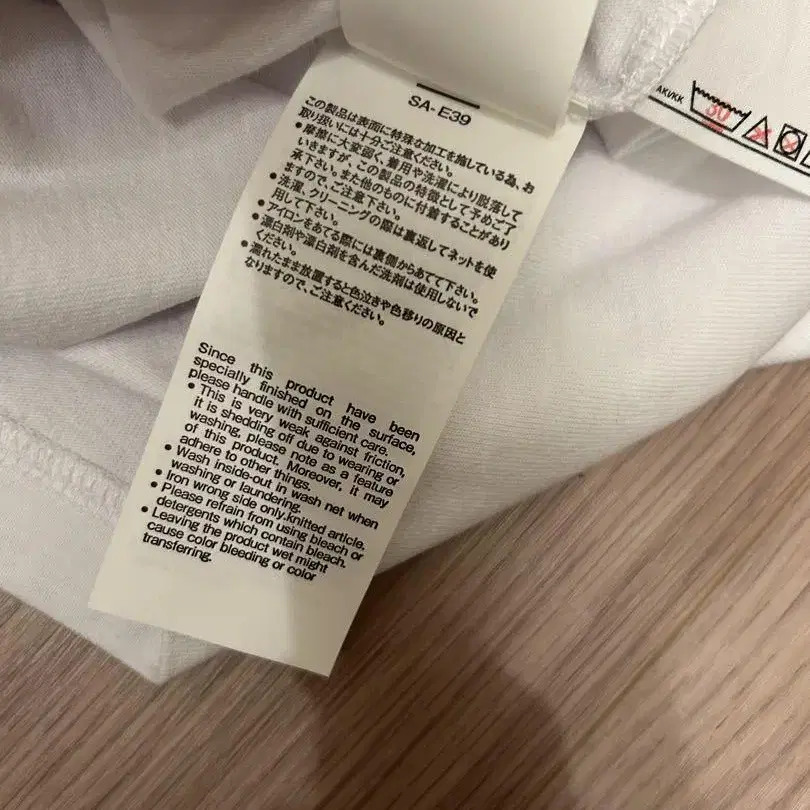 SA-E39
この製品は表面に特殊な加工を施している為、お
取り扱いには十分ご注意ください。
●摩擦に大変弱く、着用や洗濯により脱落して
いきますが、この製品の特徴として予めご了
承下さい。また他のものに付着することがあり
ますので、ご注意下さい。
●洗濯、クリーニングの際は裏返してネットを使
用して下さい。
●アイロンをあてる際には裏側からあてて下さい。
●漂白剤や漂白剤を含んだ洗剤は使用しないで
ください。
●濡れたまま放置すると色泣きや色移りの原因と
なりますので、ご注意ください。
Since this product have been
specially finished on the surface,
please handle with sufficient care.
● This is very weak against friction,
it is shedding off due to wearing or
washing, please note as a feature
of this product. Moreover, it may
adhere to other things.
● Wash inside-out in wash net when
washing or laundering.
● Iron wrong side only.knitted article.
● Please refrain from using bleach or
detergents which contain bleach.
● Leaving the product wet might
cause color bleeding or color
transferring.
AK/KK
30